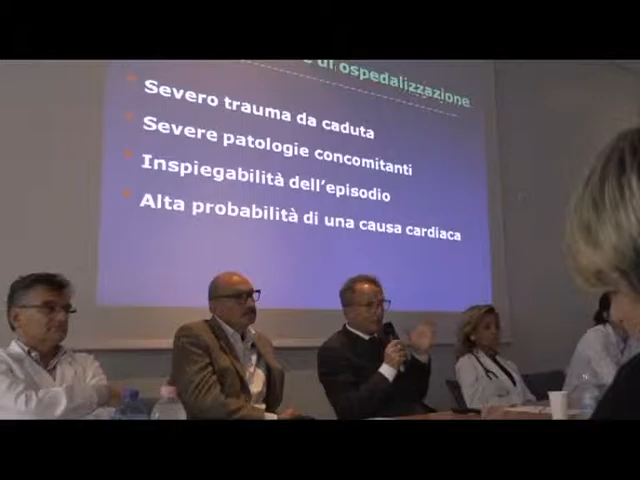 di ospedalizzazione
Severo trauma da caduta
Severe patologie concomitanti
Inspiegabilità dell'episodio
Alta probabilità di una causa cardiaca